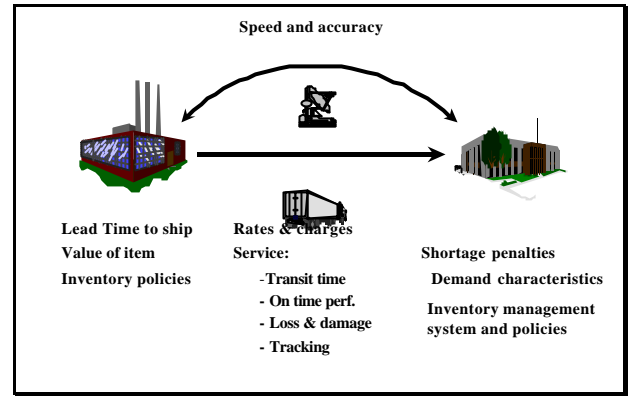 Speed and accuracy
Lead Time to ship
Value of item
Inventory policies
Rates & charges
Service:
-Transit time
- On time perf.
- Loss & damage
- Tracking
Shortage penalties
Demand characteristics
Inventory management
system and policies